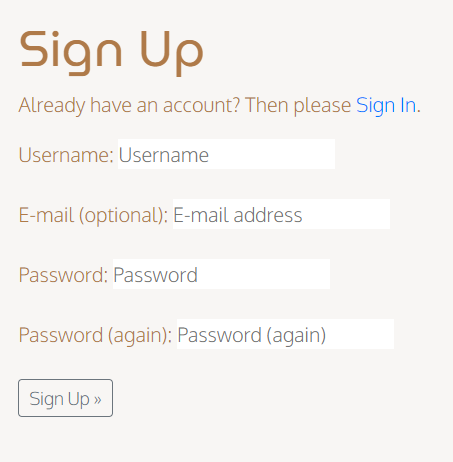 Sign Up
Already have an account? Then please Sign In.
Username: Username
E-mail (optional): E-mail address
Password: Password
Password (again): Password (again)
Sign Up »